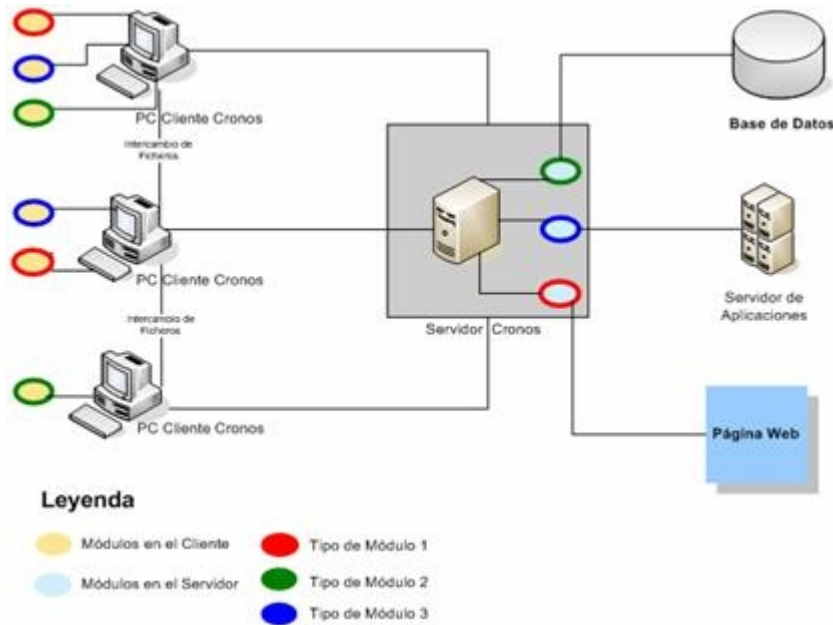 PC Cliente Cronos
Intercambio de
Ficheros
PC Cliente Cronos
Intercambio de
Ficheros
PC Cliente Cronos
Servidor Cronos
Base de Datos
Servidor de
Aplicaciones
Página Web
Leyenda
Módulos en el Cliente
Módulos en el Servidor
Tipo de Módulo 1
Tipo de Módulo 2
Tipo de Módulo 3